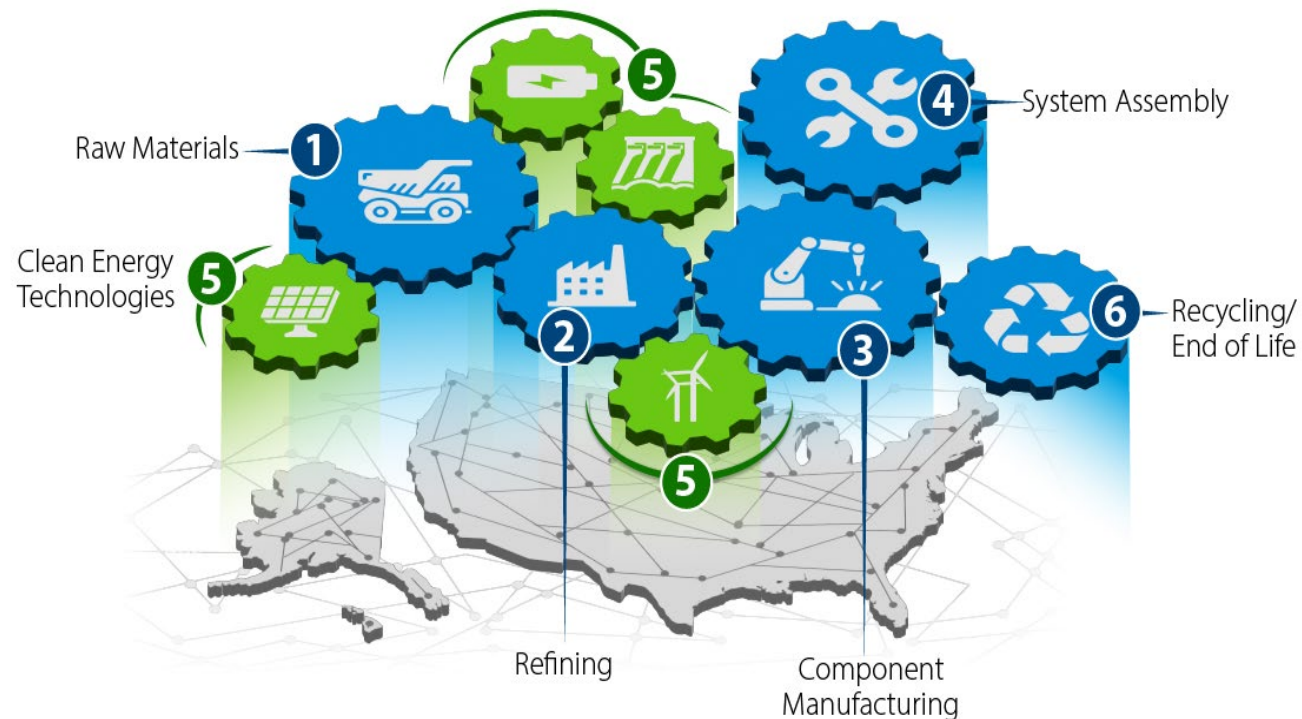 5
4
System Assembly
Raw Materials
1
Clean Energy
Technologies
5
2
3
6
Recycling/
End of Life
5
Refining
Component
Manufacturing